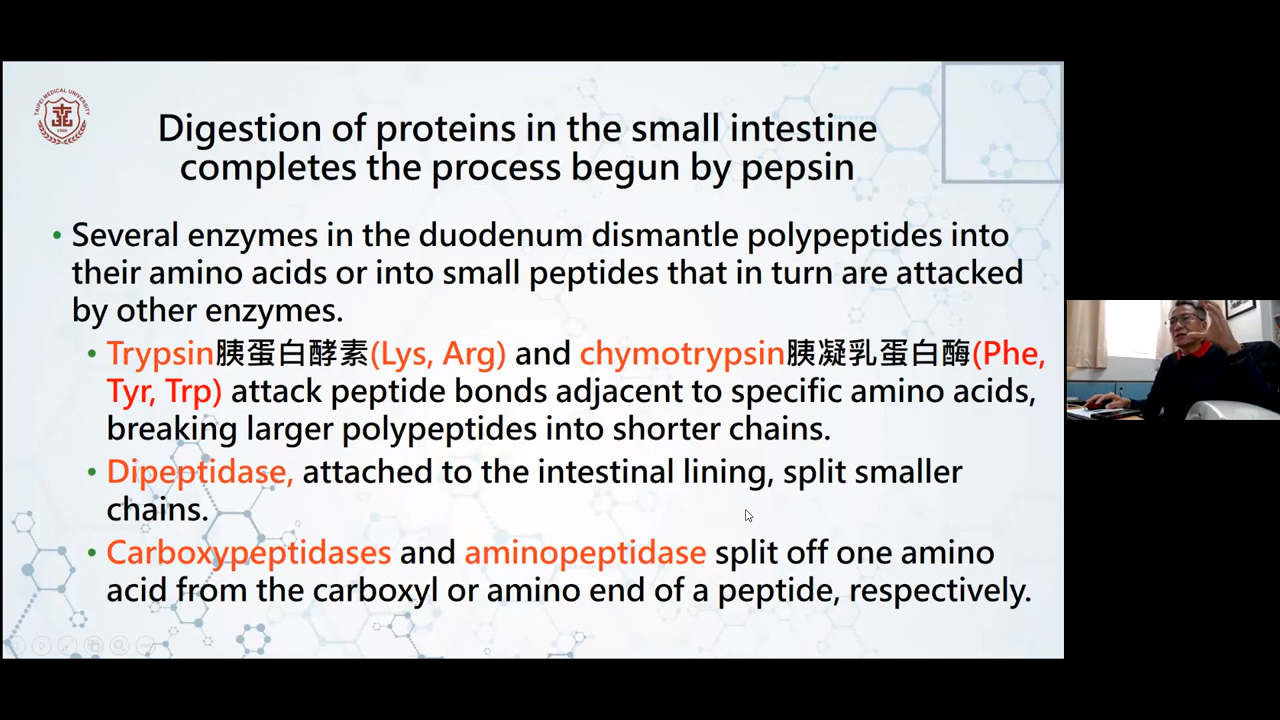 TAIPEI MEDICAL UNIVERSITY
1960
Digestion of proteins in the small intestine
completes the process begun by pepsin
• Several enzymes in the duodenum dismantle polypeptides into
their amino acids or into small peptides that in turn are attacked
by other enzymes.
• Trypsin胰蛋白酵素(Lys, Arg) and chymotrypsin胰凝乳蛋白酶(Phe,
Tyr, Trp) attack peptide bonds adjacent to specific amino acids,
breaking larger polypeptides into shorter chains.
• Dipeptidase, attached to the intestinal lining, split smaller
chains.
• Carboxypeptidases and aminopeptidase split off one amino
acid from the carboxyl or amino end of a peptide, respectively.